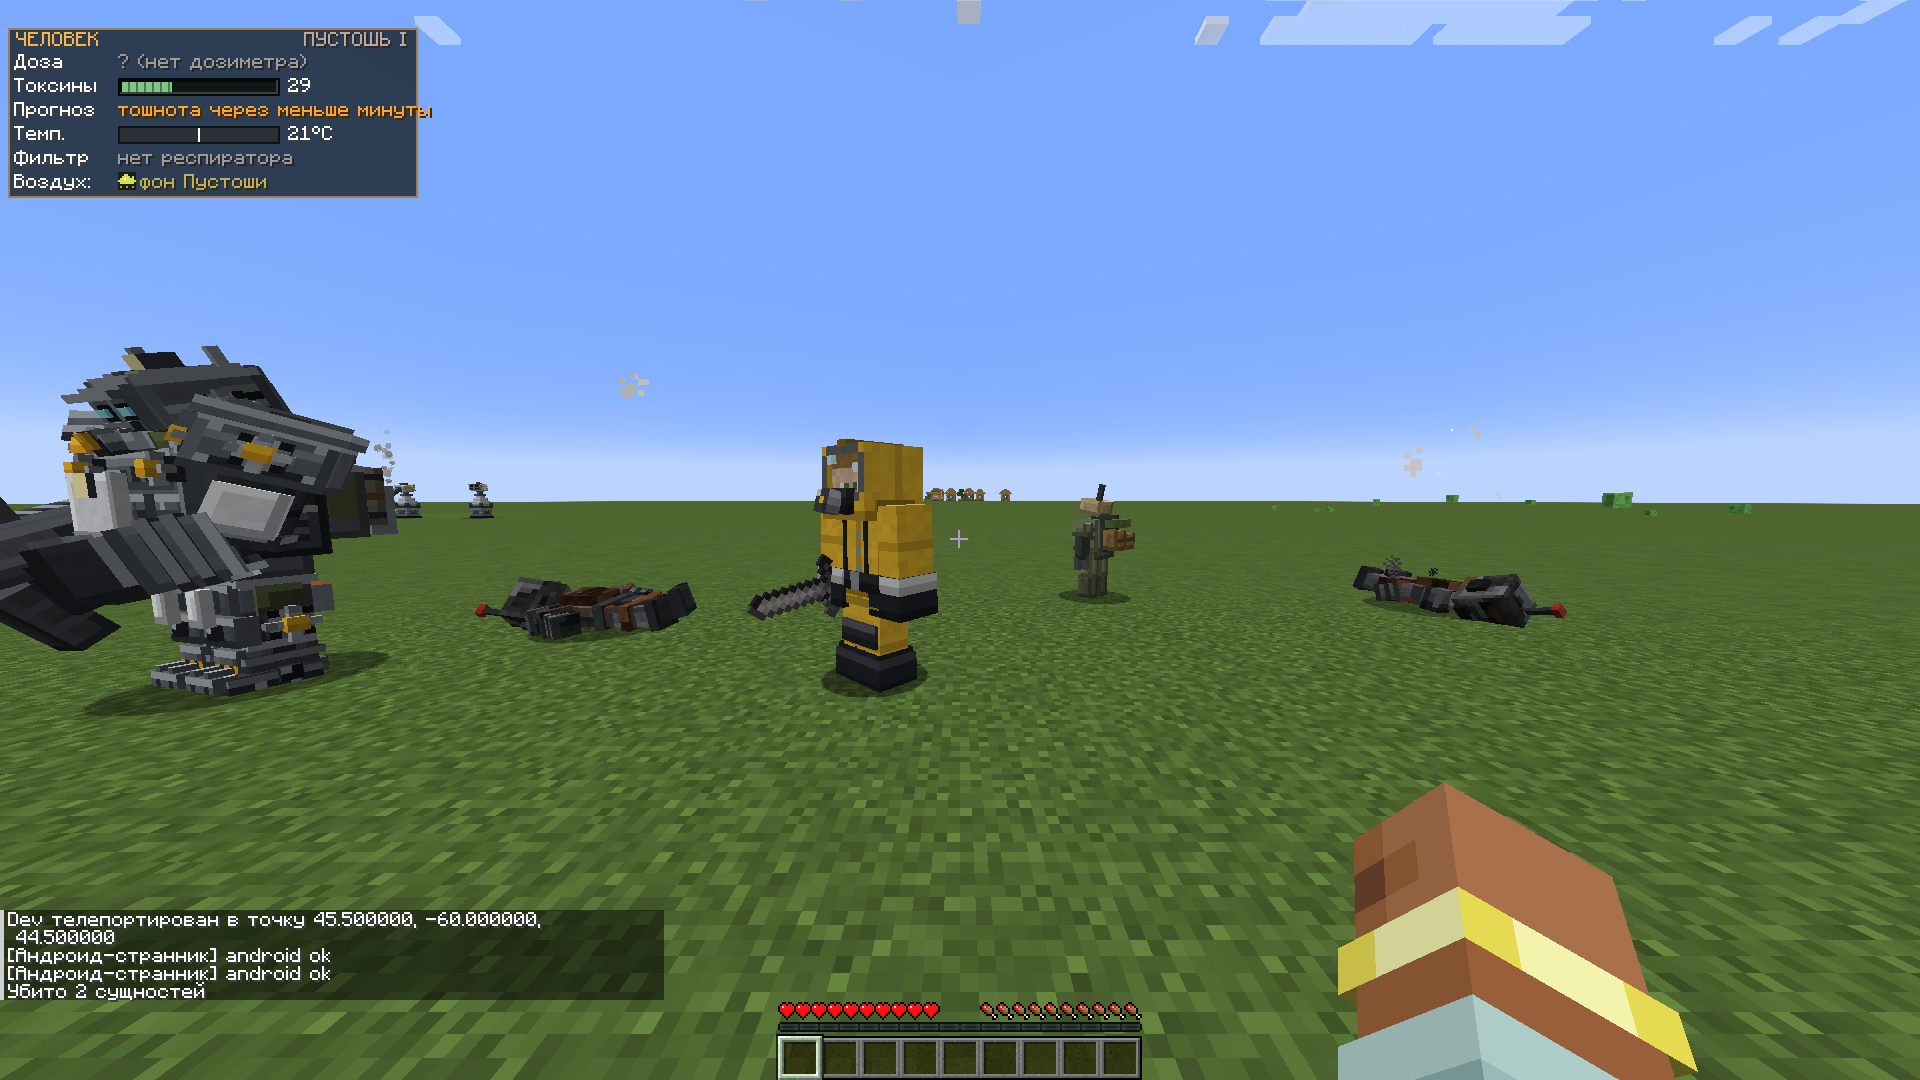 ЧЕЛОВЕК ПУСТОШЬ I
Доза ? (нет дозиметра)
Токсины 29
Прогноз тошнота через меньше минуты
Темп. 21°C
Фильтр нет респиратора
Воздух: фон Пустоши
Dev телепортирован в точку 45.500000, -60.000000,
44.500000
[Андроид-странник] android ok
[Андроид-странник] android ok
Убито 2 сущностей